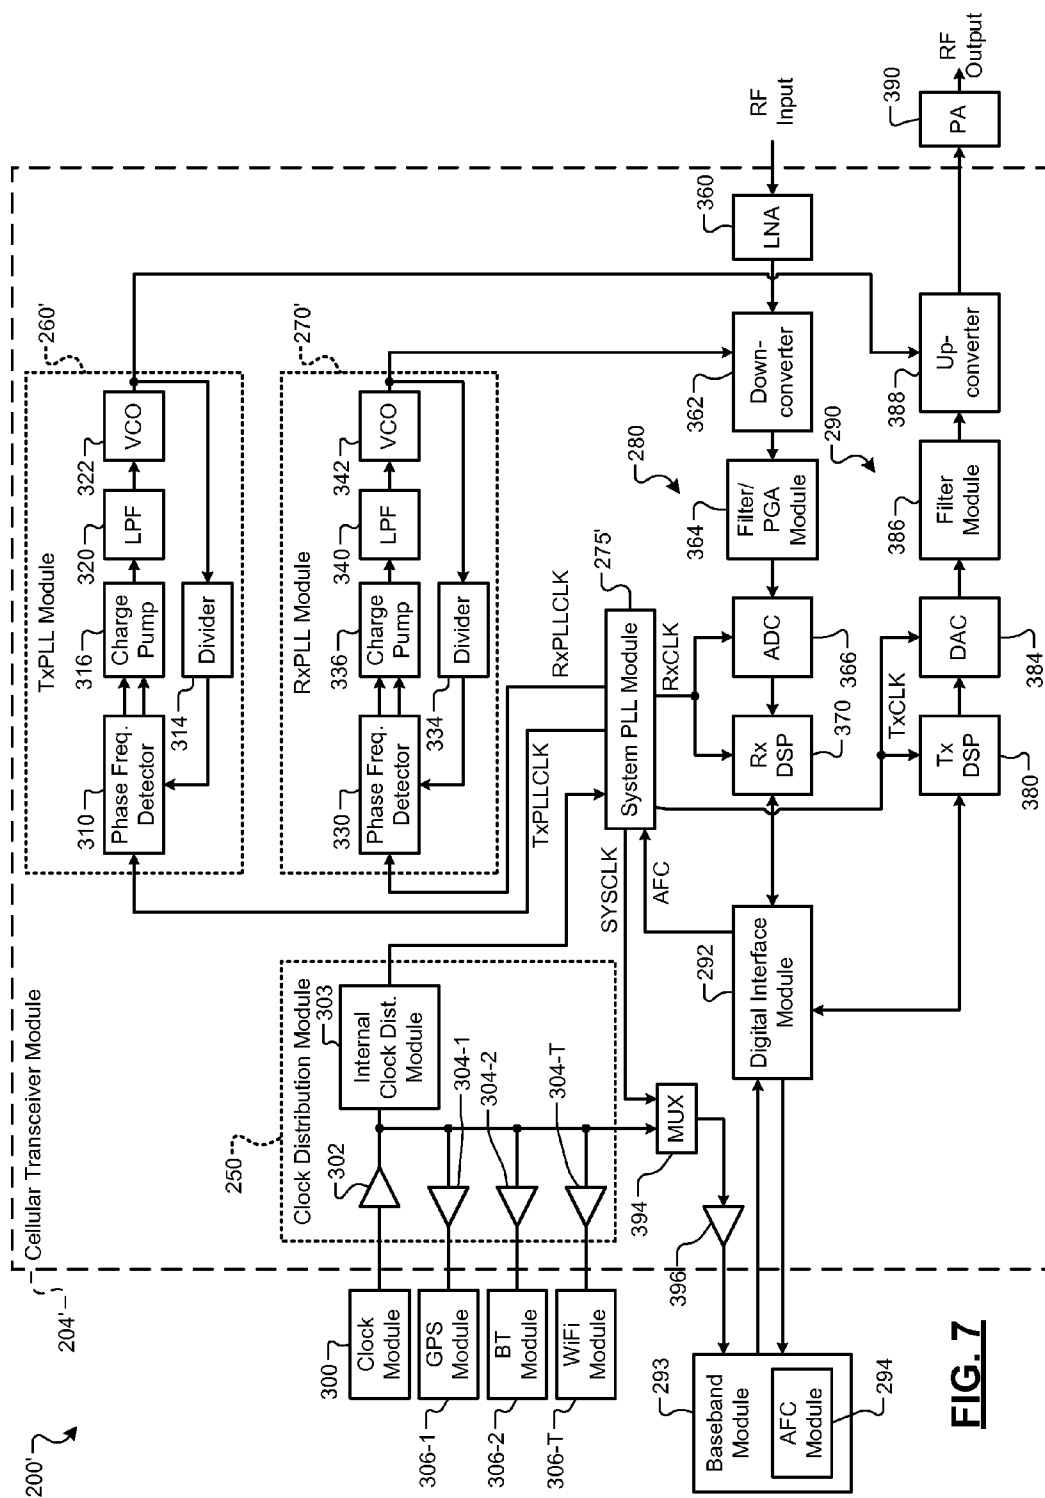 200'
204'
Cellular Transceiver Module
TxPLL Module
260'
310
Phase Freq.
Detector
316
Charge
Pump
320
LPF
322
VCO
314
Divider
RxPLL Module
270'
330
Phase Freq.
Detector
336
Charge
Pump
340
LPF
342
VCO
334
Divider
250
Clock Distribution Module
302
303
Internal
Clock Dist.
Module
304-1
304-2
304-T
300
Clock
Module
306-1
GPS
Module
306-2
BT
Module
306-T
WiFi
Module
TxPLLCLK
RxPLLCLK
275'
System PLL Module
SYSCLK
AFC
RxCLK
TxCLK
394
MUX
396
293
Baseband
Module
AFC
Module
294
292
Digital Interface
Module
280
Rx
DSP
370
ADC
366
364
Filter/
PGA
Module
362
Down-
converter
360
LNA
RF
Input
290
Tx
DSP
380
DAC
384
386
Filter
Module
388
Up-
converter
390
PA
RF
Output
FIG. 7